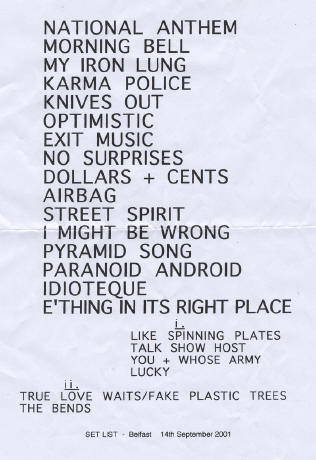 NATIONAL ANTHEM
MORNING BELL
MY IRON LUNG
KARMA POLICE
KNIVES OUT
OPTIMISTIC
EXIT MUSIC
NO SURPRISES
DOLLARS + CENTS
AIRBAG
STREET SPIRIT
I MIGHT BE WRONG
PYRAMID SONG
PARANOID ANDROID
IDIOTEQUE
E'THING IN ITS RIGHT PLACE
i.
LIKE SPINNING PLATES
TALK SHOW HOST
YOU + WHOSE ARMY
LUCKY
ii.
TRUE LOVE WAITS/FAKE PLASTIC TREES
THE BENDS
SET LIST - Belfast 14th September 2001